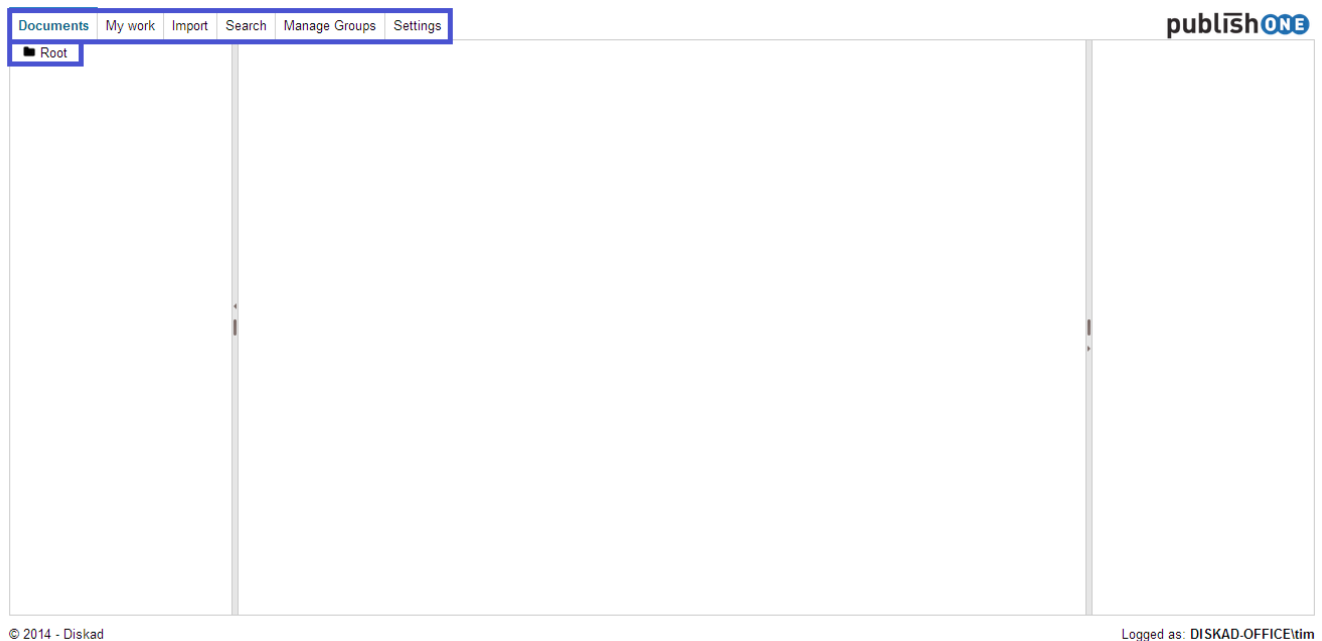 Documents My work Import Search Manage Groups Settings
publishONE
Root
© 2014 - Diskad
Logged as: DISKAD-OFFICE\tim